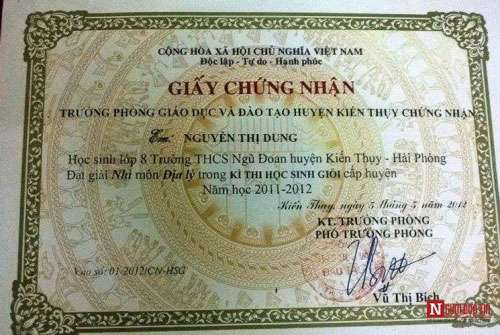 CỘNG HÒA XÃ HỘI CHỦ NGHĨA VIỆT NAM
Độc lập - Tự do - Hạnh phúc
GIẤY CHỨNG NHẬN
TRƯỞNG PHÒNG GIÁO DỤC VÀ ĐÀO TẠO HUYỆN KIẾN THỤY CHỨNG NHẬN
Em: NGUYỄN THỊ DUNG
Học sinh lớp 8 Trường THCS Ngũ Đoan huyện Kiến Thụy - Hải Phòng
Đạt giải Nhì môn Địa lý trong KÌ THI HỌC SINH GIỎI cấp huyện
Năm học 2011-2012
Kiến Thụy, ngày 5 tháng 5 năm 2012
KT. TRƯỞNG PHÒNG
PHÓ TRƯỞNG PHÒNG
Vào sổ: 01-2012/CN-HSG
Vũ Thị Bích
NGUOIDUATIN